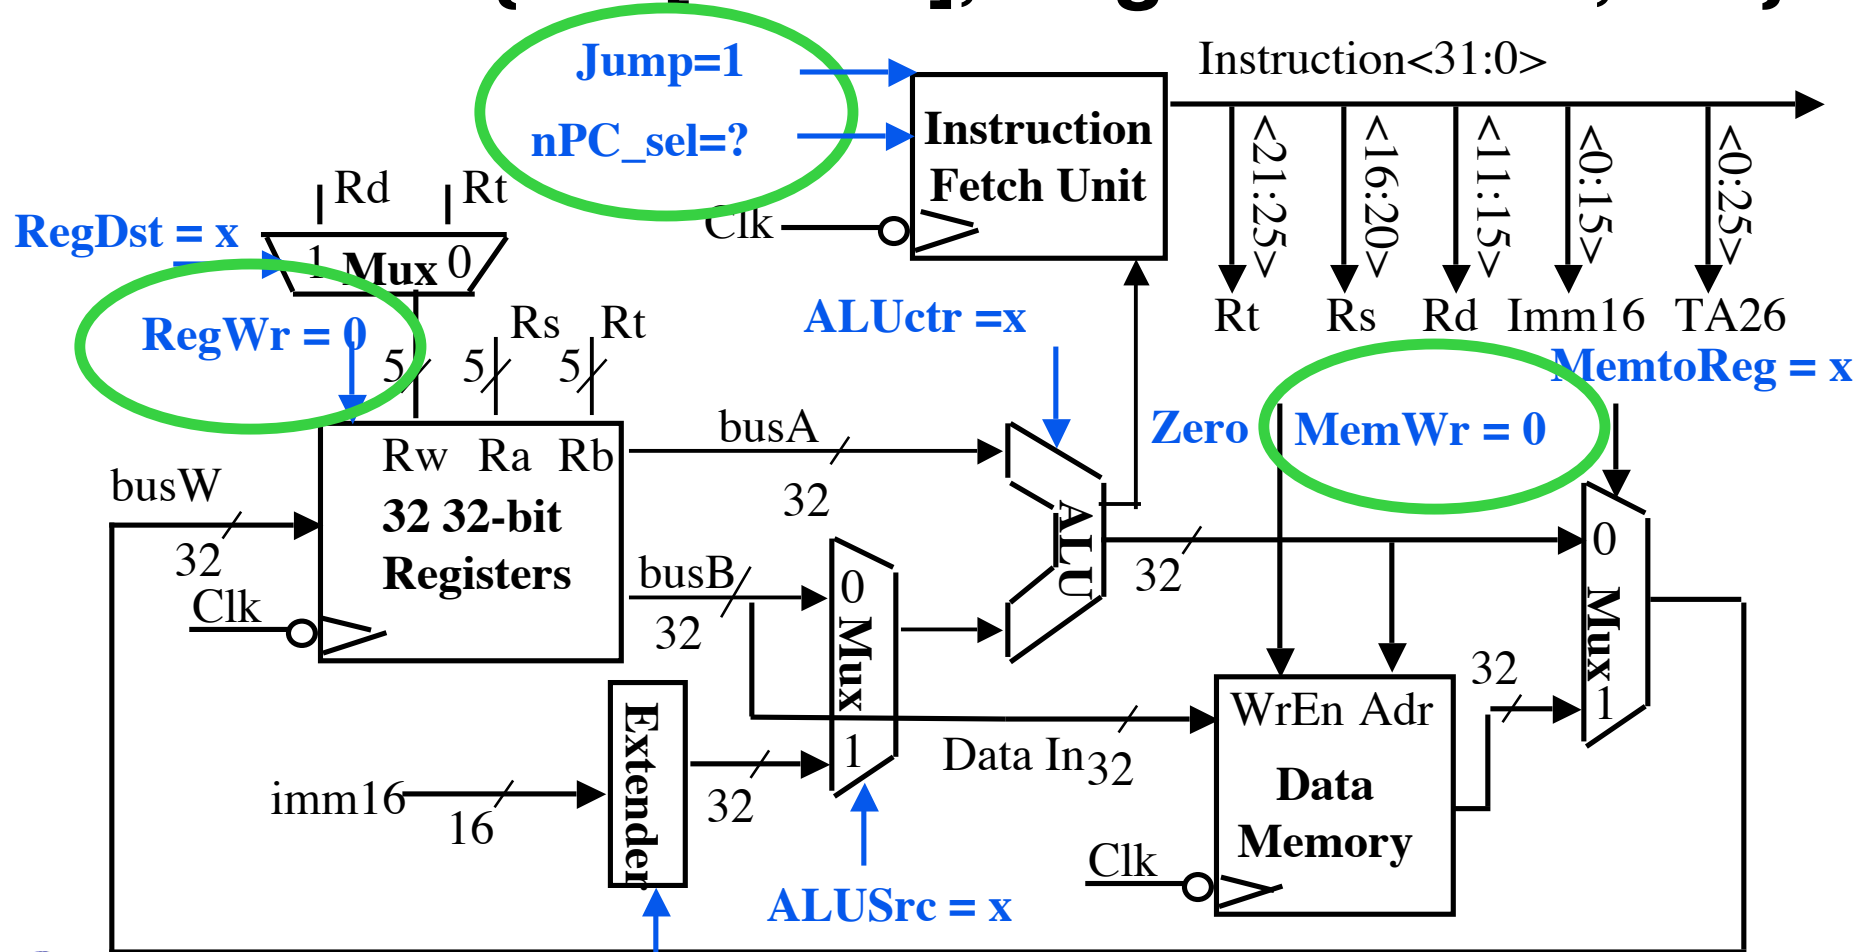 Jump=1
Instruction<31:0>
nPC_sel=?
Instruction
Fetch Unit
<21:25>
<16:20>
<11:15>
<0:15>
<0:25>
Rd
Rt
Clk
RegDst = x
1 Mux 0
Rt
Rs
Rd
Imm16
TA26
RegWr = 0
Rs
Rt
ALUctr =x
MemtoReg = x
5
5
5
busA
Zero
MemWr = 0
Rw Ra Rb
busW
32
32 32-bit
Registers
ALU
0
32
32
busB
0
Clk
32
Mux
Mux
32
WrEn Adr
1
Extender
1
Data In
32
Data
Memory
imm16
16
32
Clk
ALUSrc = x